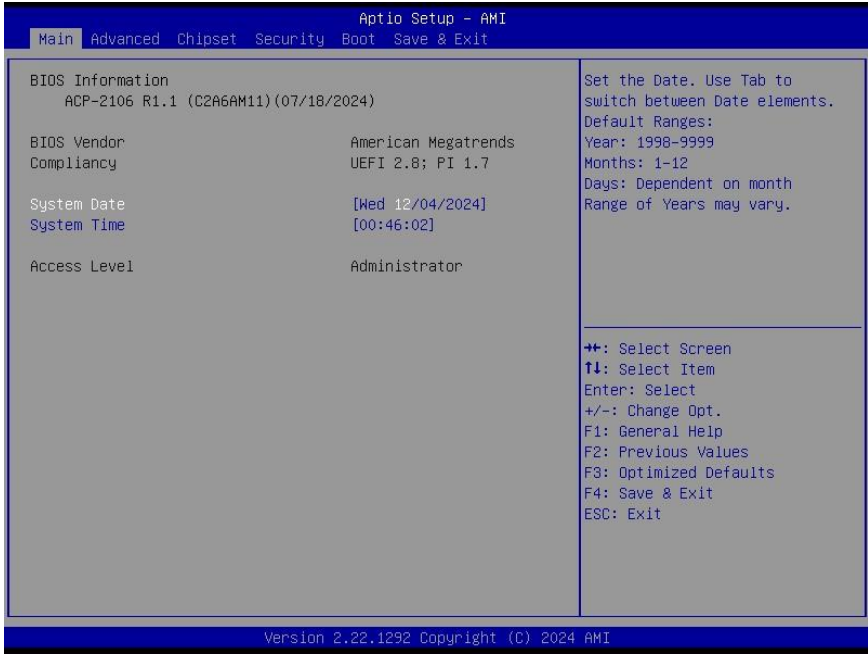 Aptio Setup - AMI
Main Advanced Chipset Security Boot Save & Exit
BIOS Information
ACP-2106 R1.1 (C2A6AM11)(07/18/2024)
BIOS Vendor American Megatrends
Compliancy UEFI 2.8; PI 1.7
System Date [Wed 12/04/2024]
System Time [00:46:02]
Access Level Administrator
Set the Date. Use Tab to
switch between Date elements.
Default Ranges:
Year: 1998-9999
Months: 1-12
Days: Dependent on month
Range of Years may vary.
→←: Select Screen
↑↓: Select Item
Enter: Select
+/-: Change Opt.
F1: General Help
F2: Previous Values
F3: Optimized Defaults
F4: Save & Exit
ESC: Exit
Version 2.22.1292 Copyright (C) 2024 AMI